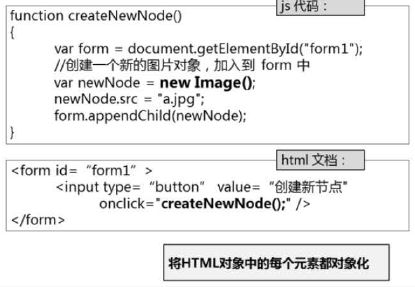 js 代码：
function createNewNode()
{
var form = document.getElementById("form1");
//创建一个新的图片对象，加入到 form 中
var newNode = new Image();
newNode.src = "a.jpg";
form.appendChild(newNode);
}
html 文档：
<form id= “form1” >
<input type= “button” value= “创建新节点"
onclick="createNewNode();" />
</form>
将HTML对象中的每个元素都对象化